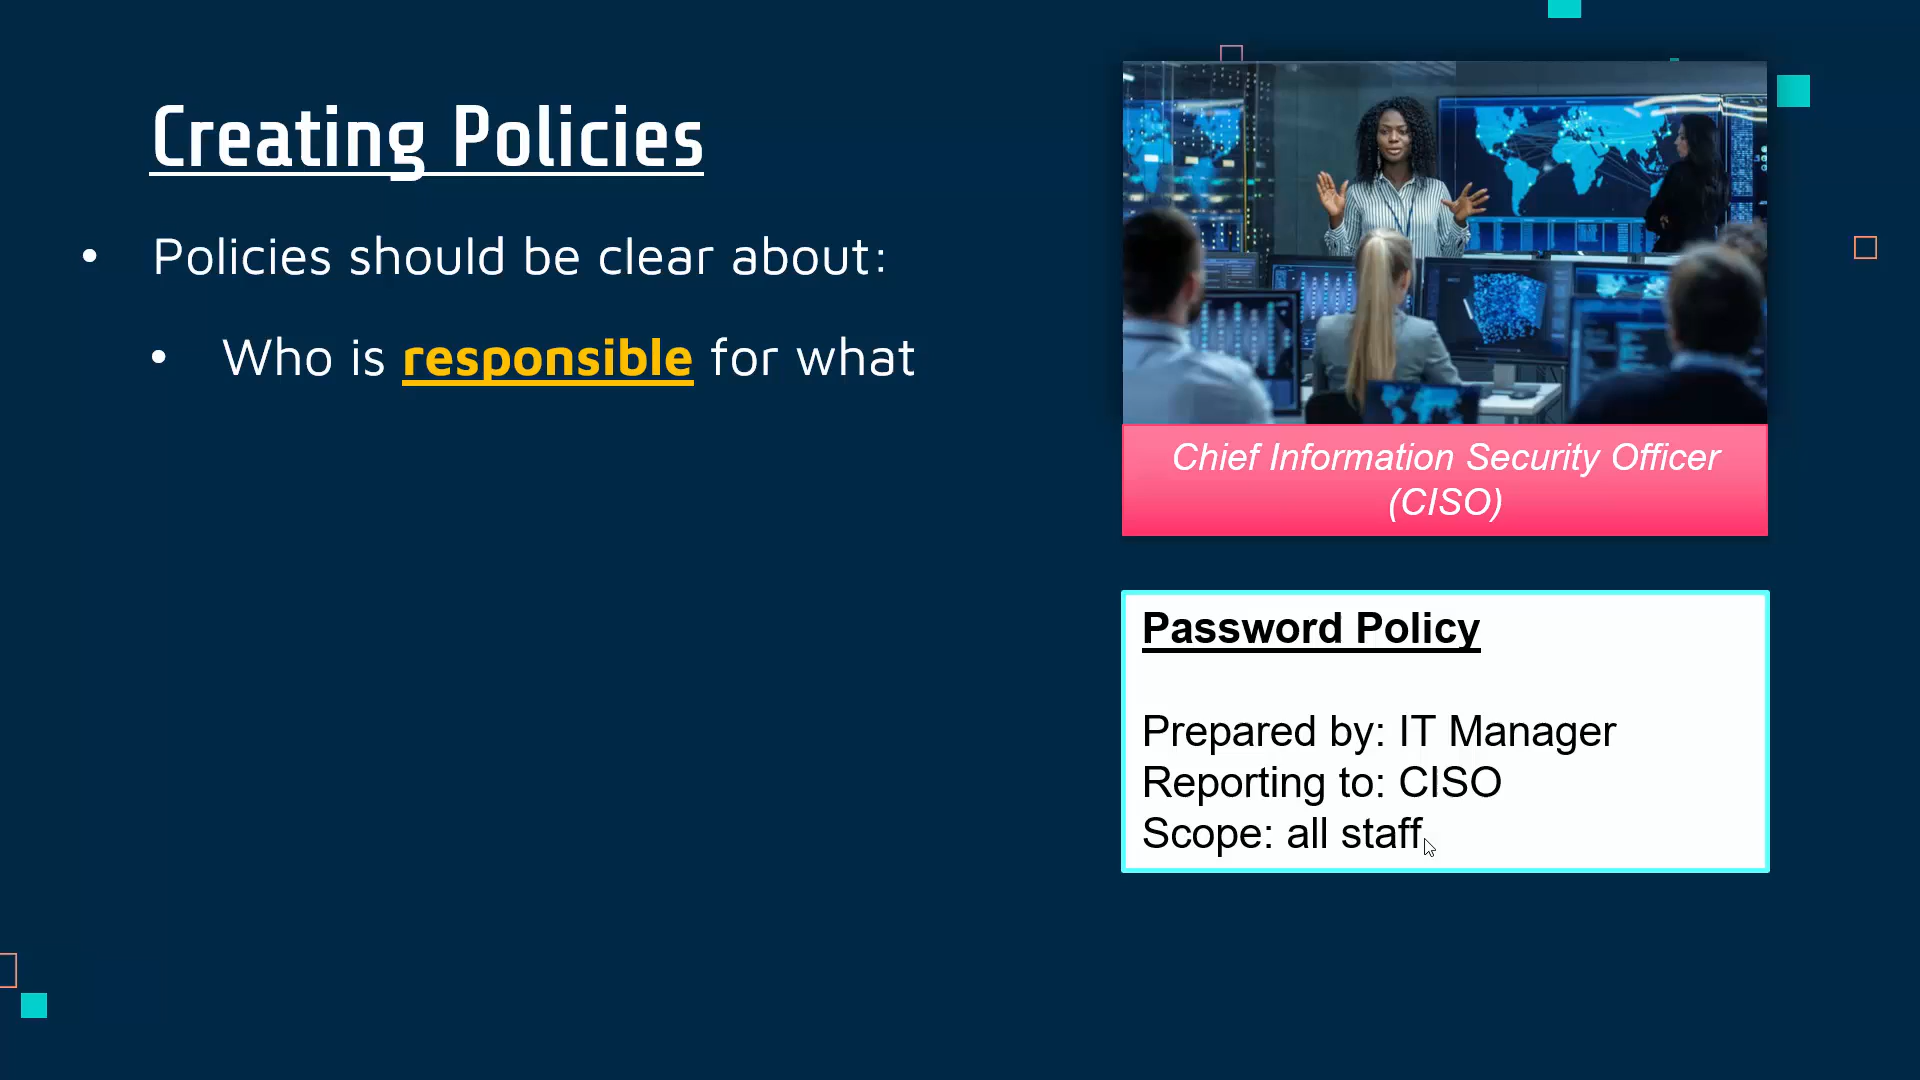 Creating Policies
• Policies should be clear about:
• Who is responsible for what
Chief Information Security Officer
(CISO)
Password Policy
Prepared by: IT Manager
Reporting to: CISO
Scope: all staff